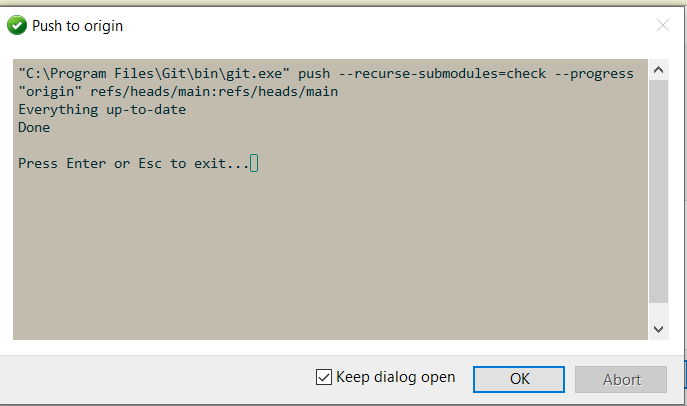 Push to origin
"C:\Program Files\Git\bin\git.exe" push --recurse-submodules=check --progress
"origin" refs/heads/main:refs/heads/main
Everything up-to-date
Done
Press Enter or Esc to exit...
Keep dialog open
OK
Abort